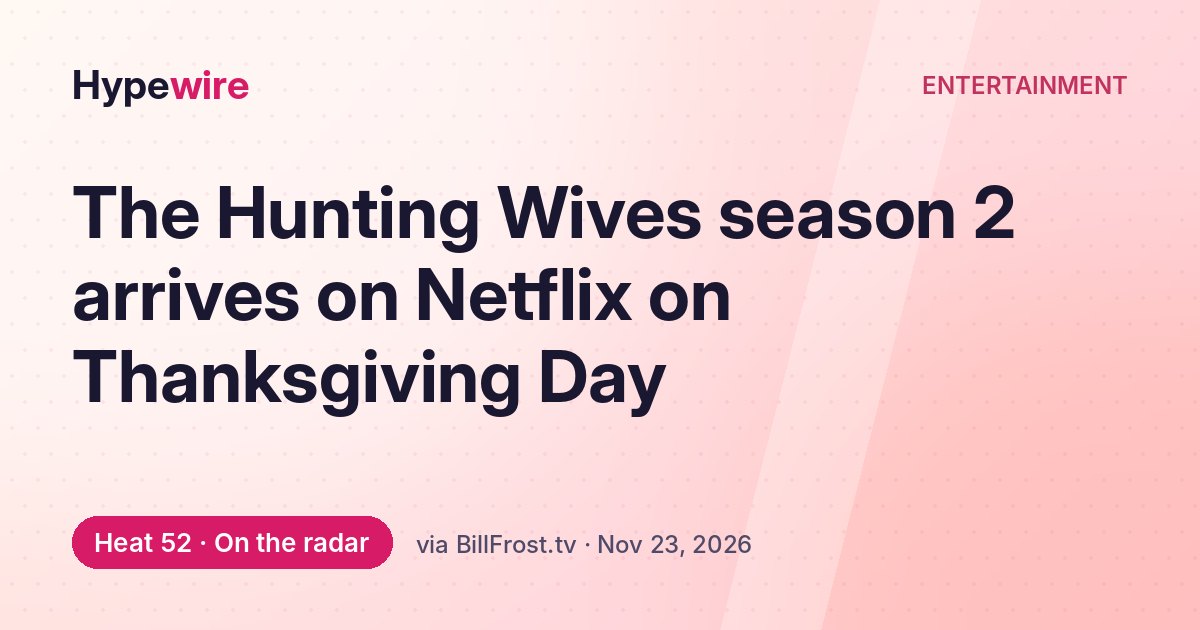 Hypewire
ENTERTAINMENT
The Hunting Wives season 2
arrives on Netflix on
Thanksgiving Day
Heat 52 · On the radar
via BillFrost.tv · Nov 23, 2026